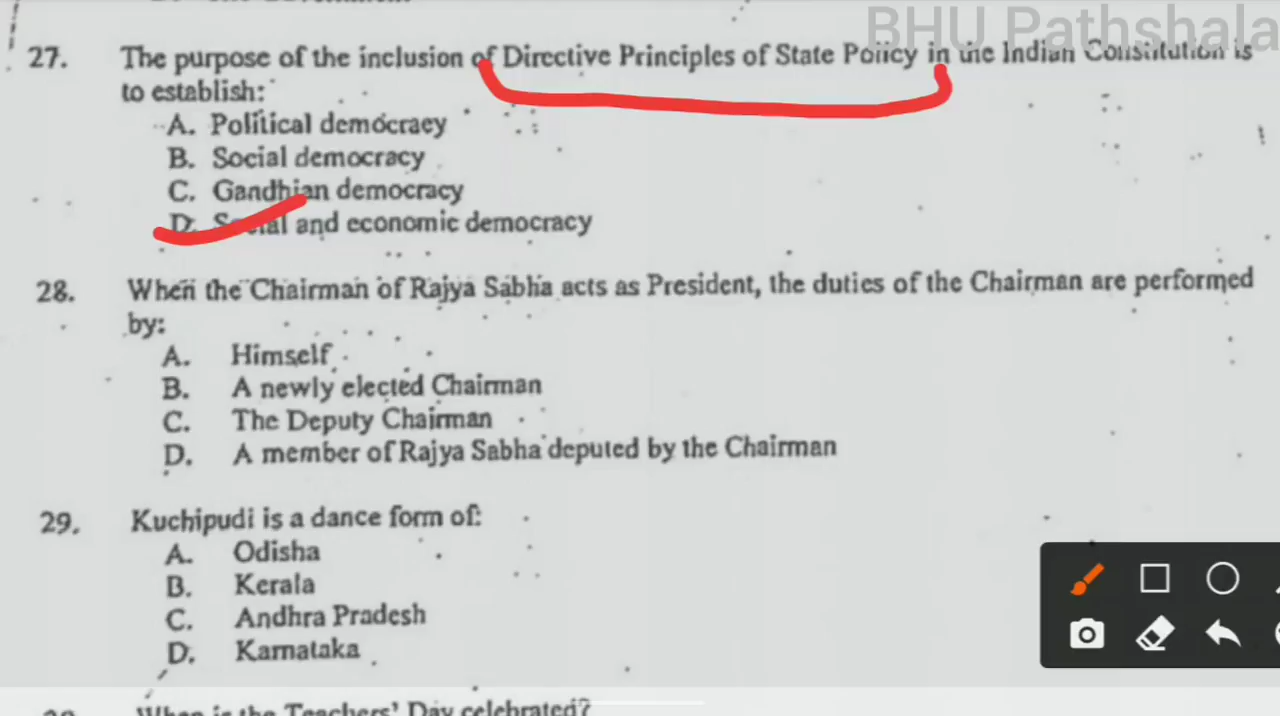 BHU Pathshala
27. The purpose of the inclusion of Directive Principles of State Policy in the Indian Constitution is
to establish:
A. Political democracy
B. Social democracy
C. Gandhian democracy
D. Social and economic democracy
28. When the Chairman of Rajya Sabha acts as President, the duties of the Chairman are performed
by:
A. Himself
B. A newly elected Chairman
C. The Deputy Chairman
D. A member of Rajya Sabha deputed by the Chairman
29. Kuchipudi is a dance form of:
A. Odisha
B. Kerala
C. Andhra Pradesh
D. Karnataka
When is the Teachers' Day celebrated?